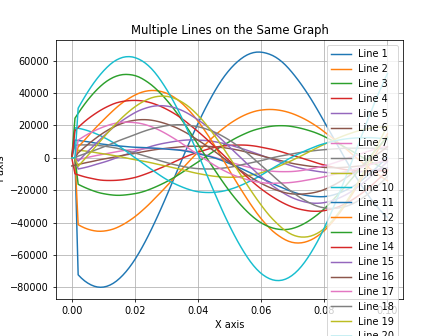 Multiple Lines on the Same Graph
60000
40000
20000
0
−20000
−40000
−60000
−80000
0.00
0.02
0.04
0.06
X axis
Line 1
Line 2
Line 3
Line 4
Line 5
Line 6
Line 7
Line 8
Line 9
Line 10
Line 11
Line 12
Line 13
Line 14
Line 15
Line 16
Line 17
Line 18
Line 19
Line 20